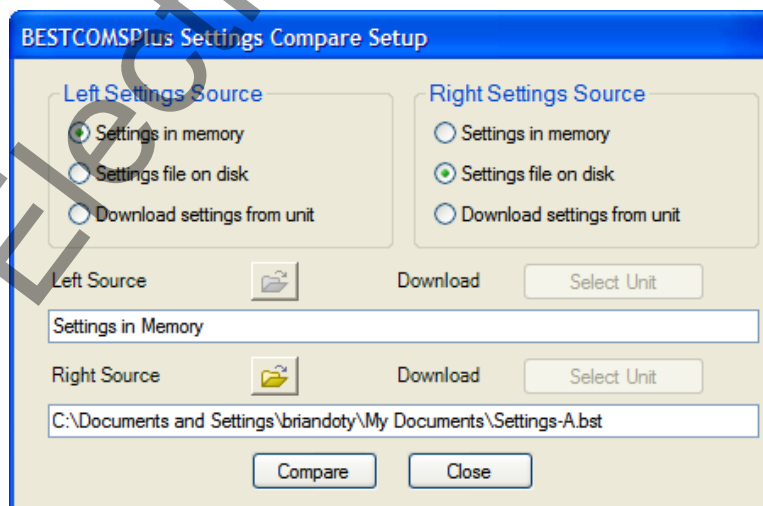 BESTCOMSPlus Settings Compare Setup
Left Settings Source
Right Settings Source
Settings in memory
Settings in memory
Settings file on disk
Settings file on disk
Download settings from unit
Download settings from unit
Left Source
Download
Select Unit
Settings in Memory
Right Source
Download
Select Unit
C:\Documents and Settings\briandoty\My Documents\Settings-A.bst
Compare
Close